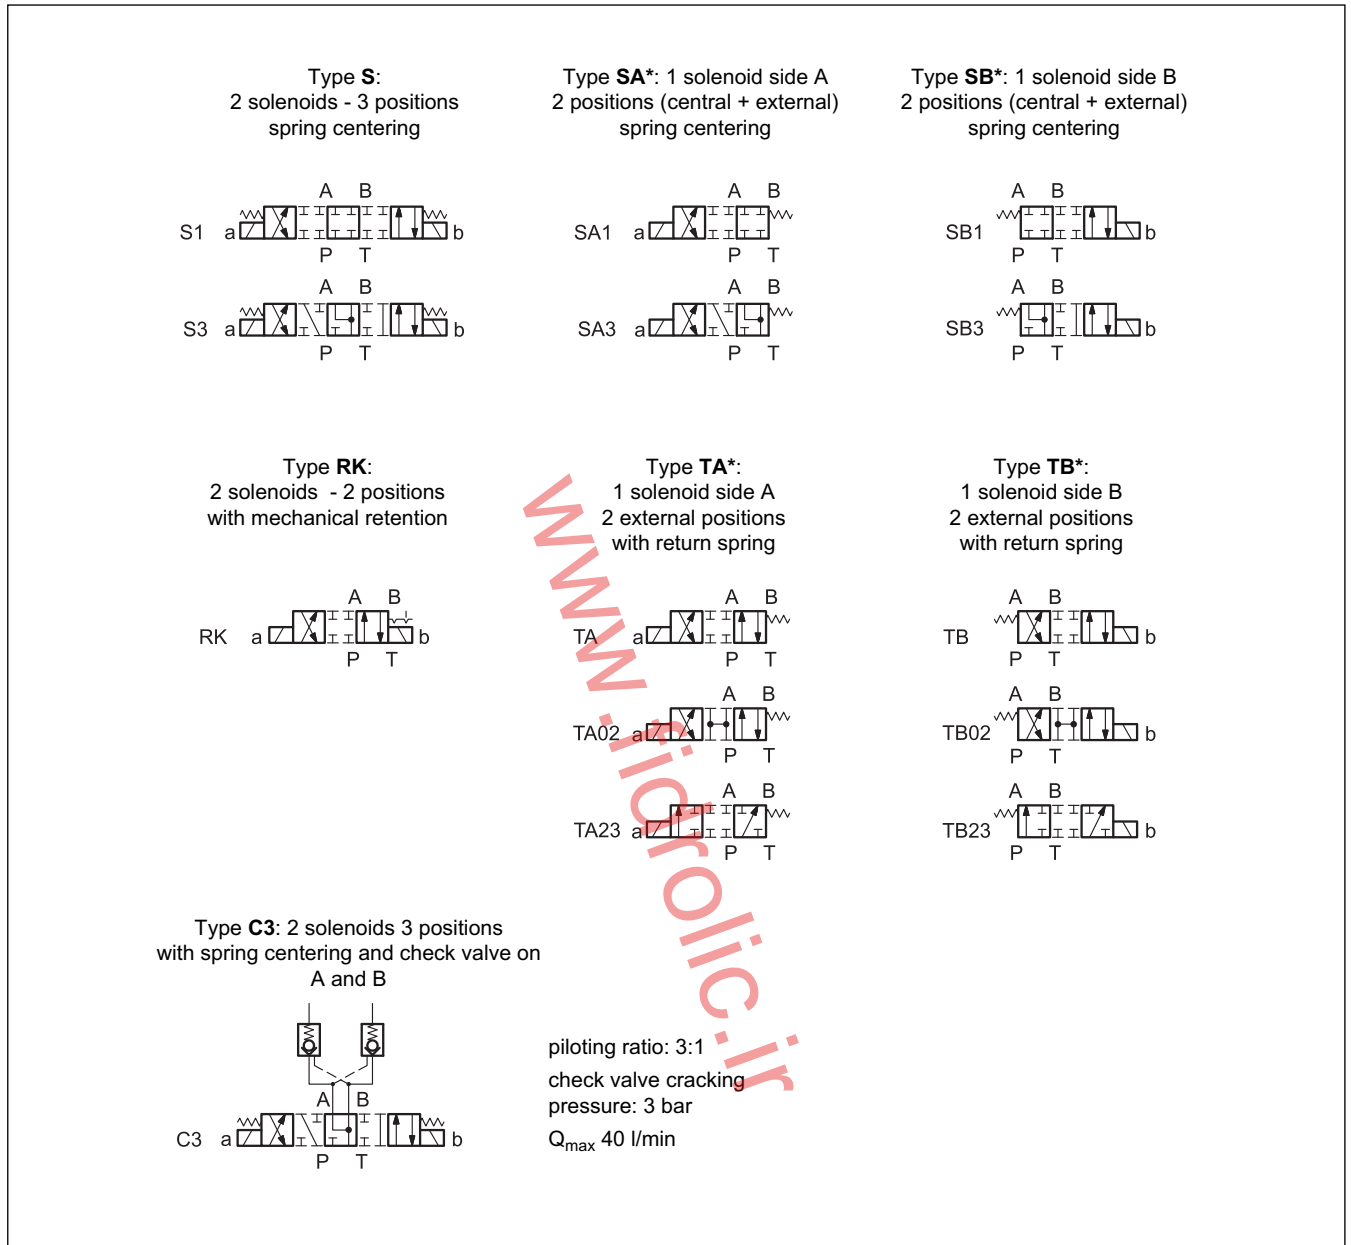 Type S:
2 solenoids - 3 positions
spring centering
Type SA*: 1 solenoid side A
2 positions (central + external)
spring centering
Type SB*: 1 solenoid side B
2 positions (central + external)
spring centering
A B
S1 a b
P T
A B
SA1 a
P T
A B
SB1 b
P T
A B
S3 a b
P T
A B
SA3 a
P T
A B
SB3 b
P T
Type RK:
2 solenoids - 2 positions
with mechanical retention
Type TA*:
1 solenoid side A
2 external positions
with return spring
Type TB*:
1 solenoid side B
2 external positions
with return spring
A B
RK a b
P T
A B
TA a
P T
A B
TB b
P T
A B
TA02 a
P T
A B
TB02 b
P T
A B
TA23 a
P T
A B
TB23 b
P T
Type C3: 2 solenoids 3 positions
with spring centering and check valve on
A and B
A B
C3 a b
P T
piloting ratio: 3:1
check valve cracking
pressure: 3 bar
Qmax 40 l/min
www.fidrolic.ir